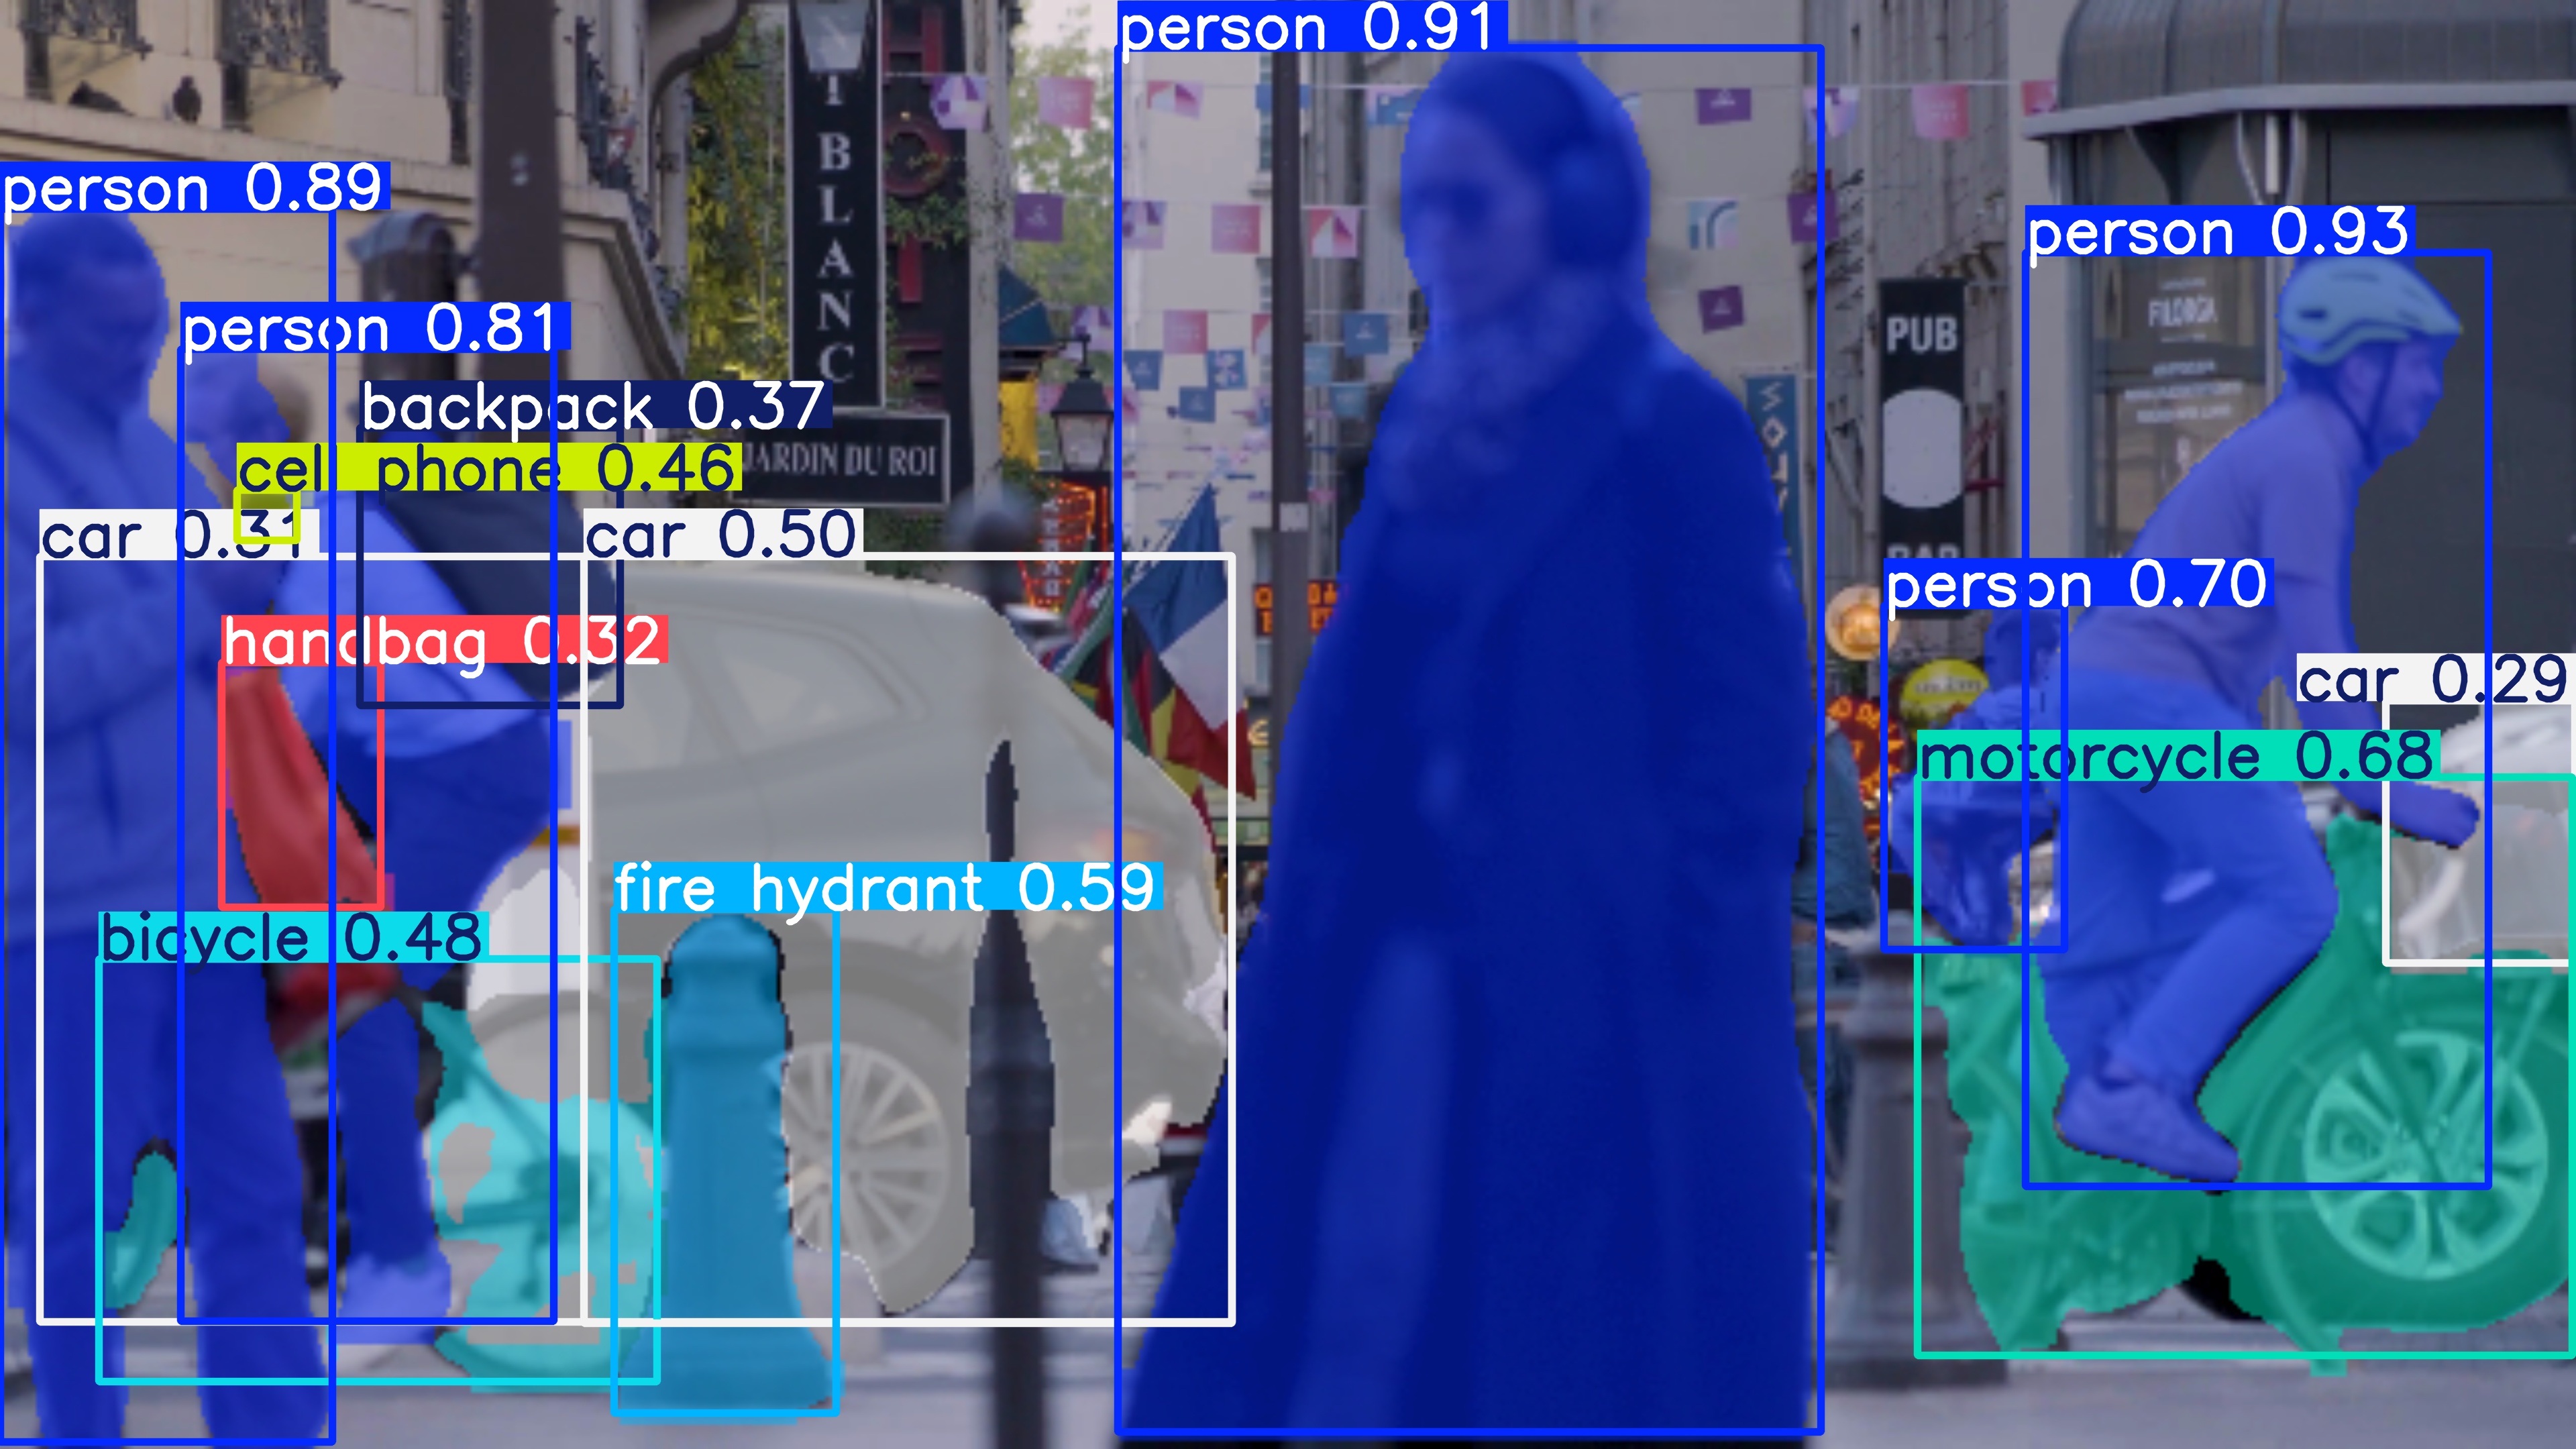 person 0.91
person 0.89
T BLANC
HO
person 0.93
person 0.81
FILORGA
PUB
backpack 0.37
JARDIN DU ROI
cell phone 0.46
car 0.31
car 0.50
BAR
person 0.70
handbag 0.32
car 0.29
motorcycle 0.68
fire hydrant 0.59
bicycle 0.48